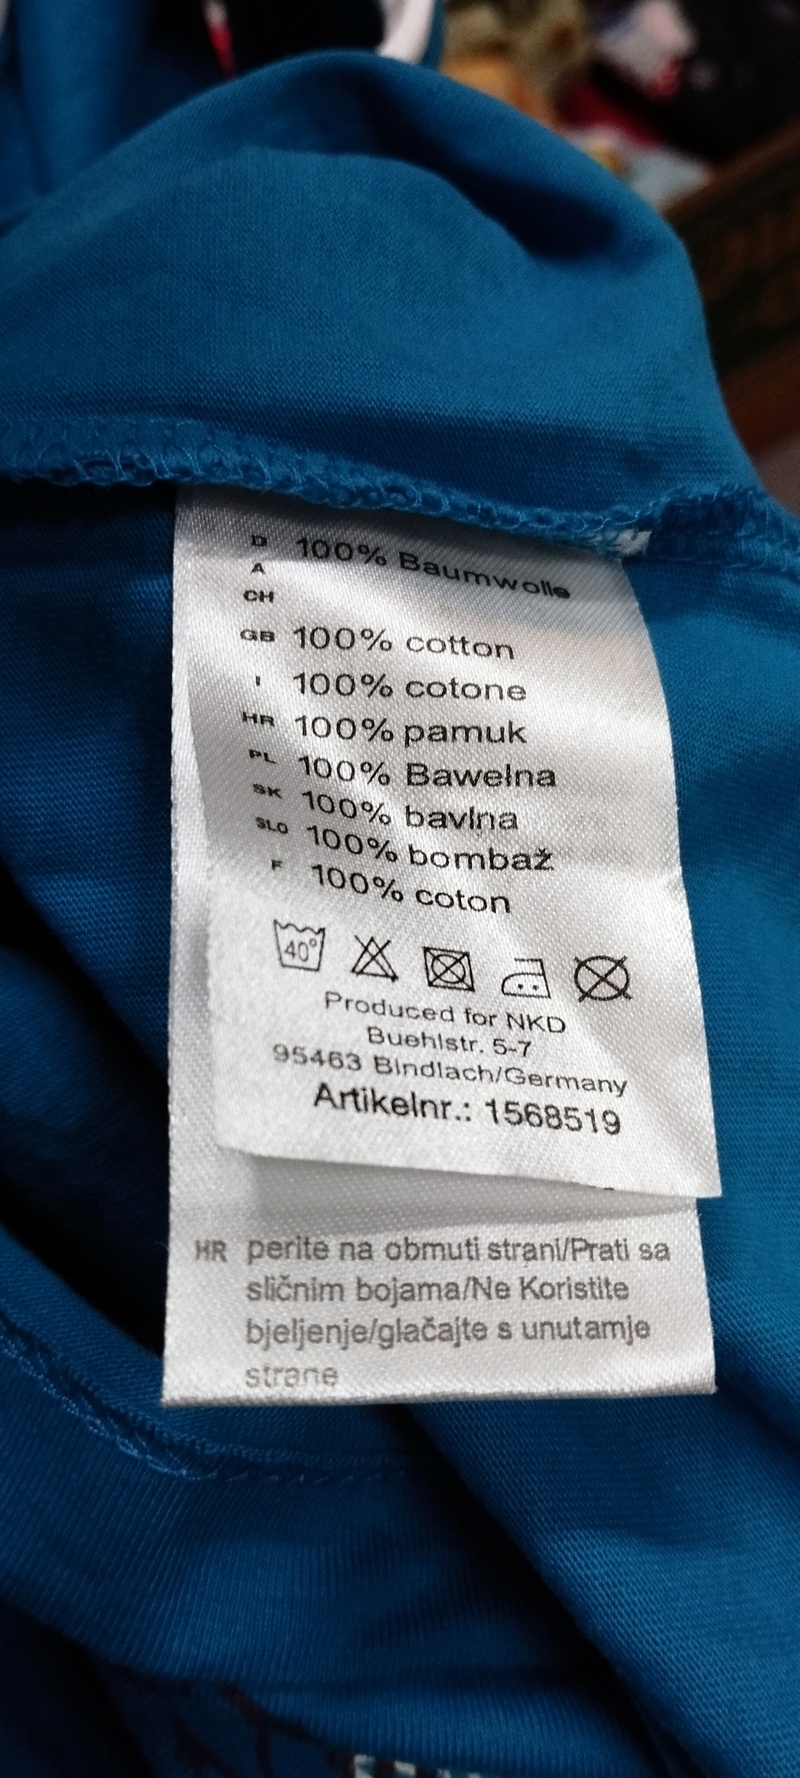 D 100% Baumwolle
A
CH
GB 100% cotton
I 100% cotone
HR 100% pamuk
PL 100% Bawełna
SK 100% bavlna
SLO 100% bombaž
F 100% coton
40°
Produced for NKD
Buehlstr. 5-7
95463 Bindlach/Germany
Artikelnr.: 1568519
HR perite na obmuti strani/Prati sa
sličnim bojama/Ne Koristite
bjeljenje/glačajte s unutarnje
strane